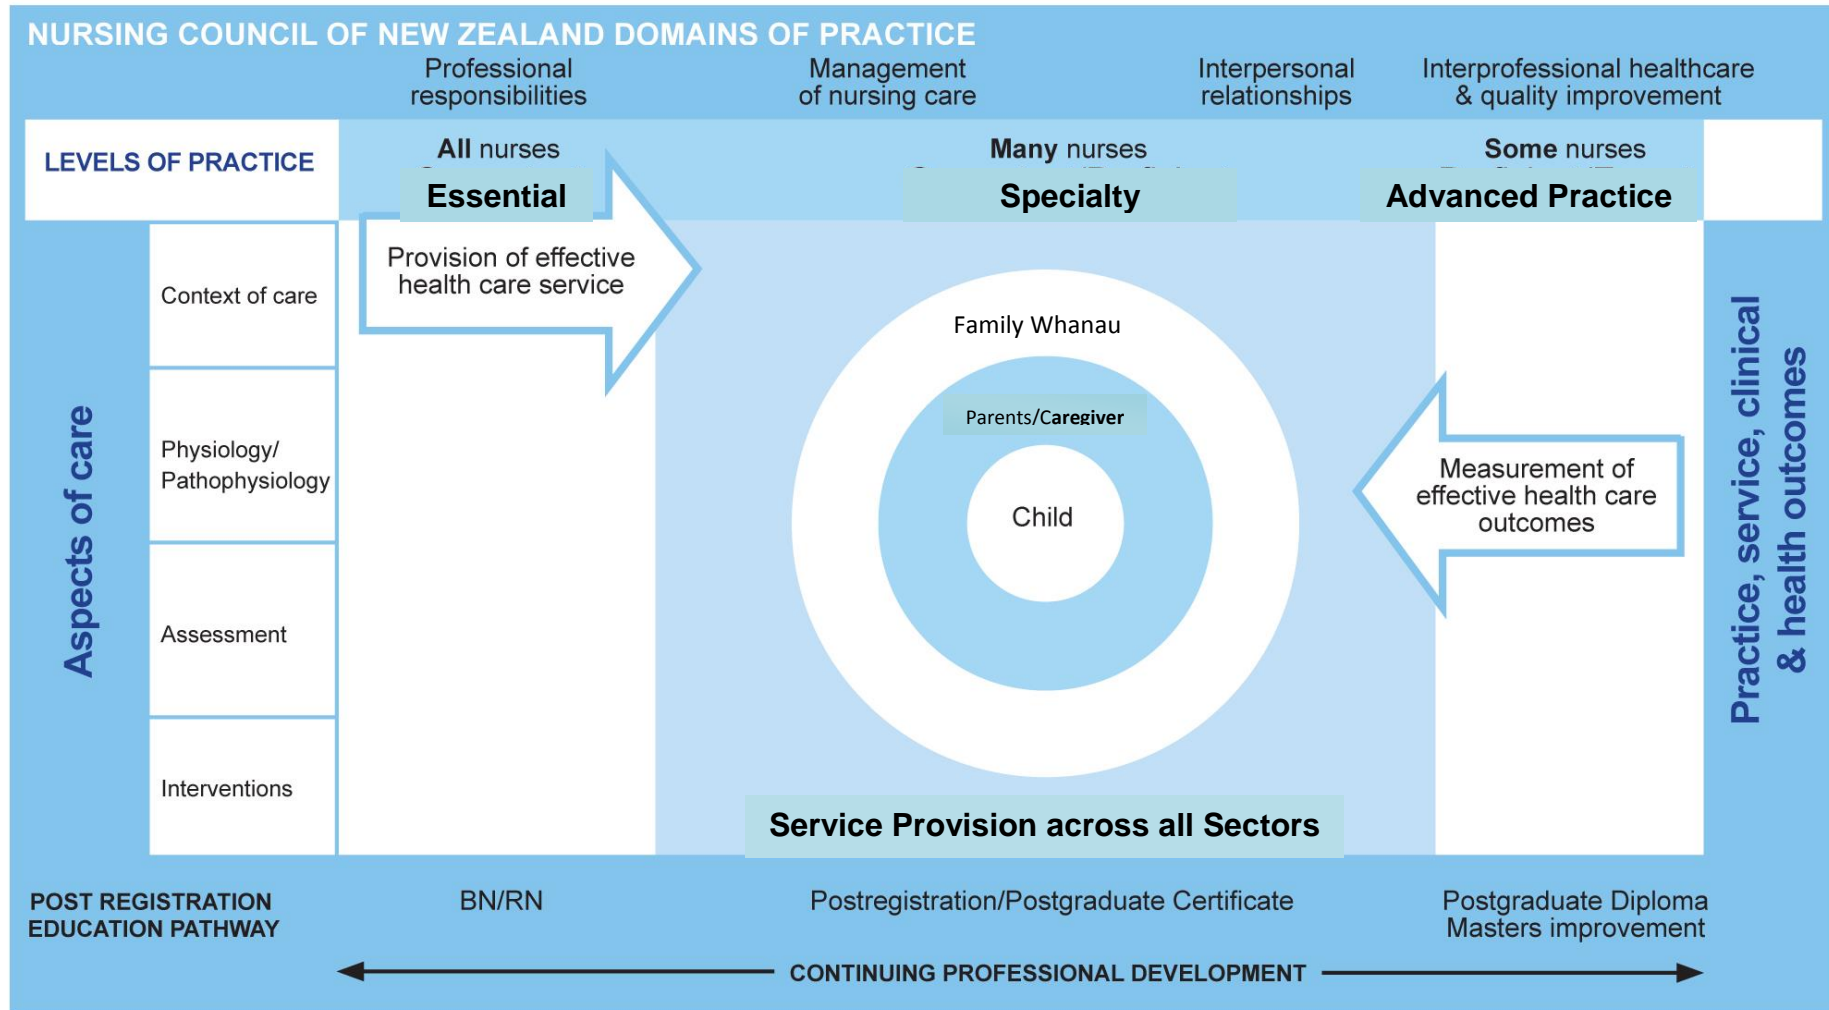 NURSING COUNCIL OF NEW ZEALAND DOMAINS OF PRACTICE
Professional
responsibilities
Management
of nursing care
Interpersonal
relationships
Interprofessional healthcare
& quality improvement
LEVELS OF PRACTICE
All nurses
Essential
Many nurses
Specialty
Some nurses
Advanced Practice
Aspects of care
Context of care
Physiology/
Pathophysiology
Assessment
Interventions
Provision of effective
health care service
Family Whanau
Parents/Caregiver
Child
Measurement of
effective health care
outcomes
Service Provision across all Sectors
Practice, service, clinical
& health outcomes
POST REGISTRATION
EDUCATION PATHWAY
BN/RN
Postregistration/Postgraduate Certificate
Postgraduate Diploma
Masters improvement
CONTINUING PROFESSIONAL DEVELOPMENT